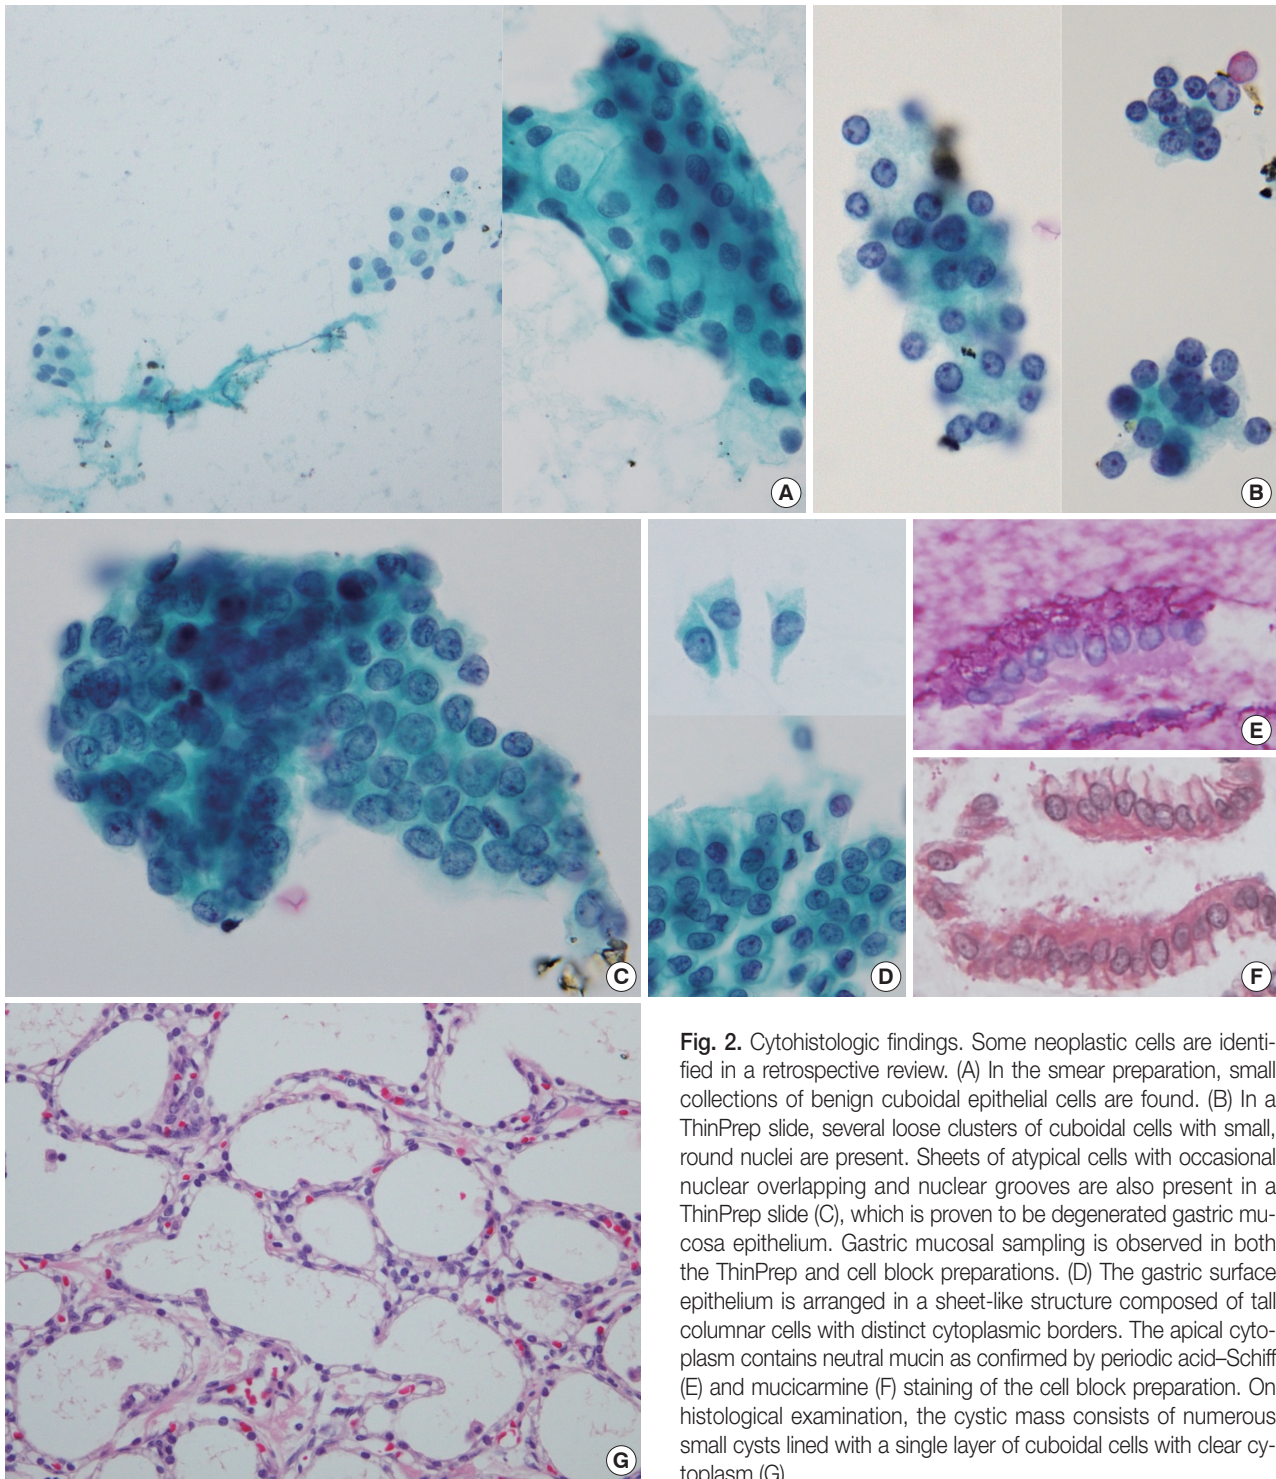 A
B
C
D
E
F
G
Fig. 2. Cytohistologic findings. Some neoplastic cells are identi-
fied in a retrospective review. (A) In the smear preparation, small
collections of benign cuboidal epithelial cells are found. (B) In a
ThinPrep slide, several loose clusters of cuboidal cells with small,
round nuclei are present. Sheets of atypical cells with occasional
nuclear overlapping and nuclear grooves are also present in a
ThinPrep slide (C), which is proven to be degenerated gastric mu-
cosa epithelium. Gastric mucosal sampling is observed in both
the ThinPrep and cell block preparations. (D) The gastric surface
epithelium is arranged in a sheet-like structure composed of tall
columnar cells with distinct cytoplasmic borders. The apical cyto-
plasm contains neutral mucin as confirmed by periodic acid–Schiff
(E) and mucicarmine (F) staining of the cell block preparation. On
histological examination, the cystic mass consists of numerous
small cysts lined with a single layer of cuboidal cells with clear cy-
toplasm (G).